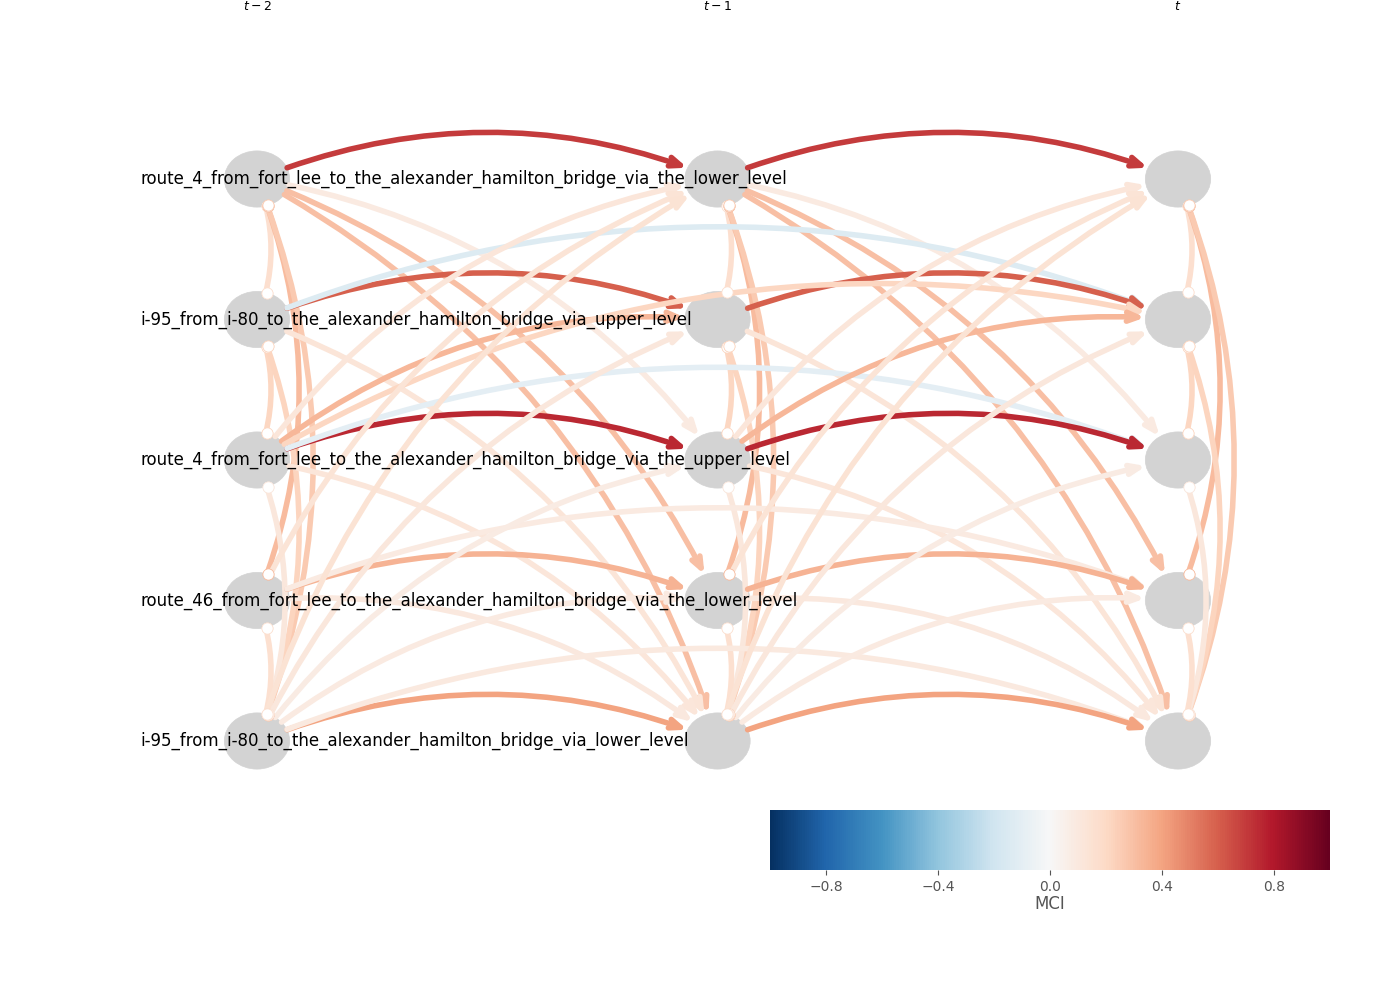 t − 2 t − 1 t
route_4_from_fort_lee_to_the_alexander_hamilton_bridge_via_the_lower_level
i-95_from_i-80_to_the_alexander_hamilton_bridge_via_upper_level
route_4_from_fort_lee_to_the_alexander_hamilton_bridge_via_the_upper_level
route_46_from_fort_lee_to_the_alexander_hamilton_bridge_via_the_lower_level
i-95_from_i-80_to_the_alexander_hamilton_bridge_via_lower_level
−0.8 −0.4 0.0 0.4 0.8
MCI